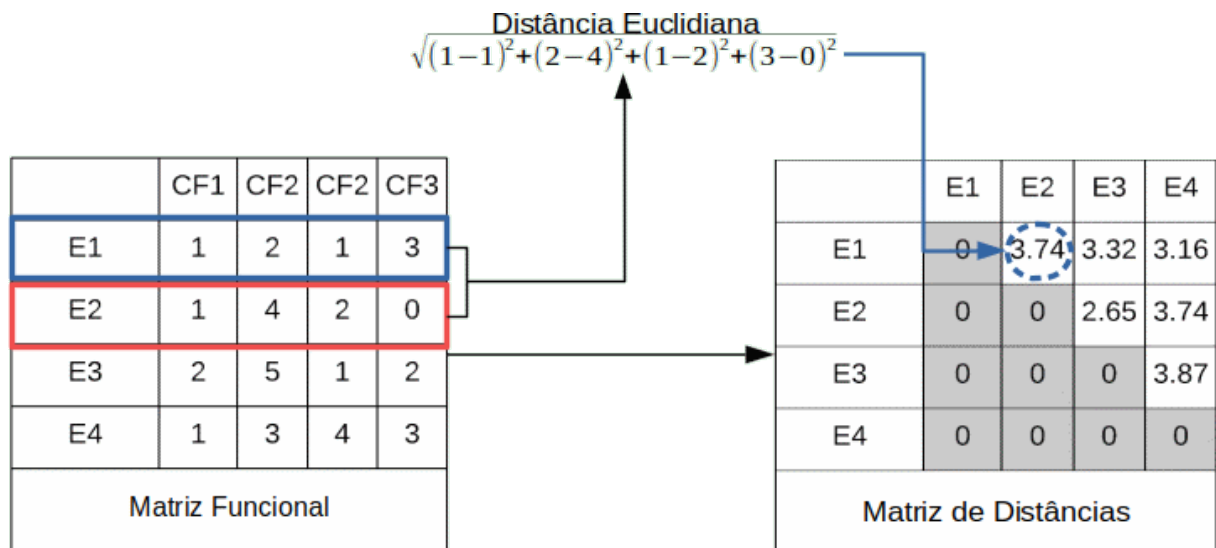 Distância Euclidiana
√(1−1)²+(2−4)²+(1−2)²+(3−0)²
CF1 CF2 CF2 CF3
E1 1 2 1 3
E2 1 4 2 0
E3 2 5 1 2
E4 1 3 4 3
Matriz Funcional
E1 E2 E3 E4
E1 0 3.74 3.32 3.16
E2 0 0 2.65 3.74
E3 0 0 0 3.87
E4 0 0 0 0
Matriz de Distâncias